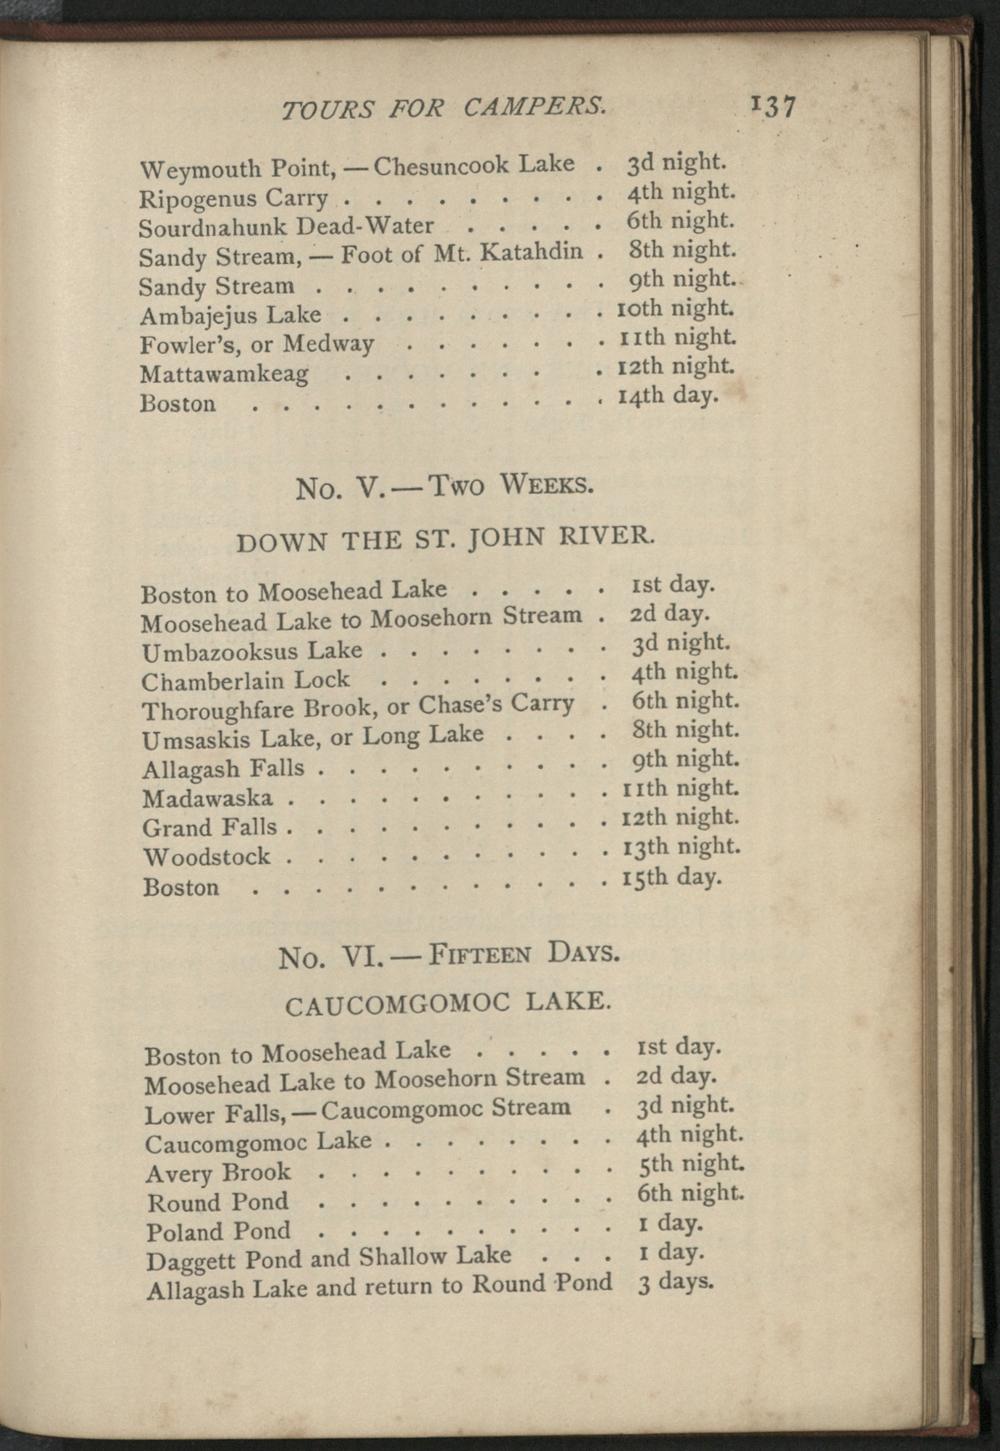 TOURS FOR CAMPERS. 137
Weymouth Point, — Chesuncook Lake . 3d night.
Ripogenus Carry . . . . . . . . . 4th night.
Sourdnahunk Dead-Water . . . . . 6th night.
Sandy Stream, — Foot of Mt. Katahdin . 8th night.
Sandy Stream . . . . . . . . . . 9th night.
Ambajejus Lake . . . . . . . . . 10th night.
Fowler's, or Medway . . . . . . . 11th night.
Mattawamkeag . . . . . . . . 12th night.
Boston . . . . . . . . . . . . 14th day.
No. V. — Two Weeks.
DOWN THE ST. JOHN RIVER.
Boston to Moosehead Lake . . . . . 1st day.
Moosehead Lake to Moosehorn Stream . 2d day.
Umbazooksus Lake . . . . . . . . 3d night.
Chamberlain Lock . . . . . . . . 4th night.
Thoroughfare Brook, or Chase's Carry . 6th night.
Umsaskis Lake, or Long Lake . . . . 8th night.
Allagash Falls . . . . . . . . . . 9th night.
Madawaska . . . . . . . . . . . 11th night.
Grand Falls . . . . . . . . . . . 12th night.
Woodstock . . . . . . . . . . . 13th night.
Boston . . . . . . . . . . . . 15th day.
No. VI. — Fifteen Days.
CAUCOMGOMOC LAKE.
Boston to Moosehead Lake . . . . . 1st day.
Moosehead Lake to Moosehorn Stream . 2d day.
Lower Falls, — Caucomgomoc Stream . 3d night.
Caucomgomoc Lake . . . . . . . . 4th night.
Avery Brook . . . . . . . . . . 5th night.
Round Pond . . . . . . . . . . 6th night.
Poland Pond . . . . . . . . . . 1 day.
Daggett Pond and Shallow Lake . . . 1 day.
Allagash Lake and return to Round Pond 3 days.